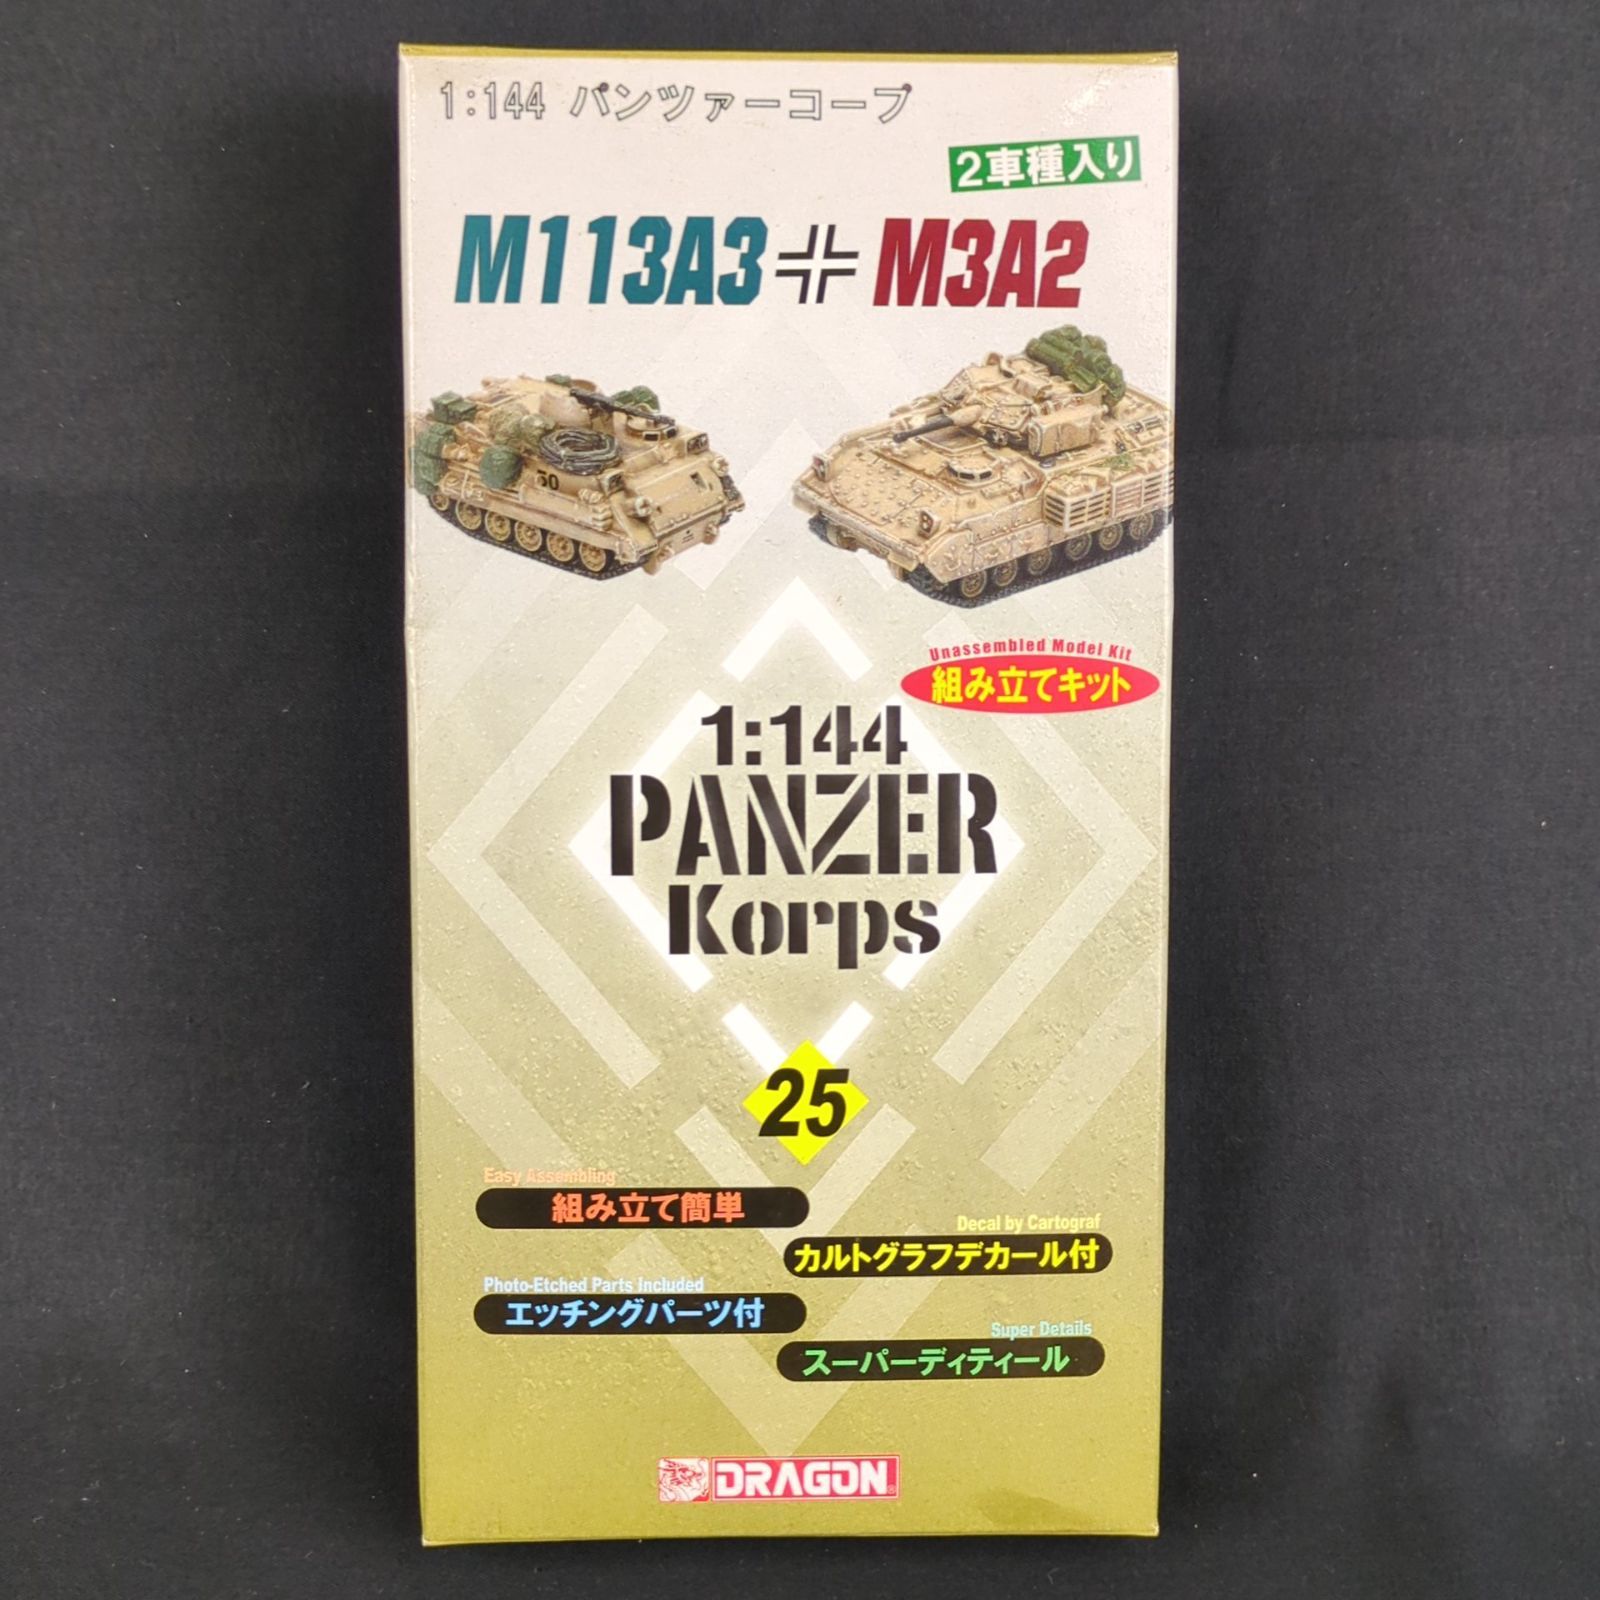 1:144 パンツァーコープ
2車種入り
M113A3 M3A2
50
Unassembled Model Kit
組み立てキット
1:144
PANZER
Korps
25
Easy Assembling
組み立て簡単
Decal by Cartograf
カルトグラフデカール付
Photo-Etched Parts Included
エッチングパーツ付
Super Details
スーパーディティール
DRAGON®